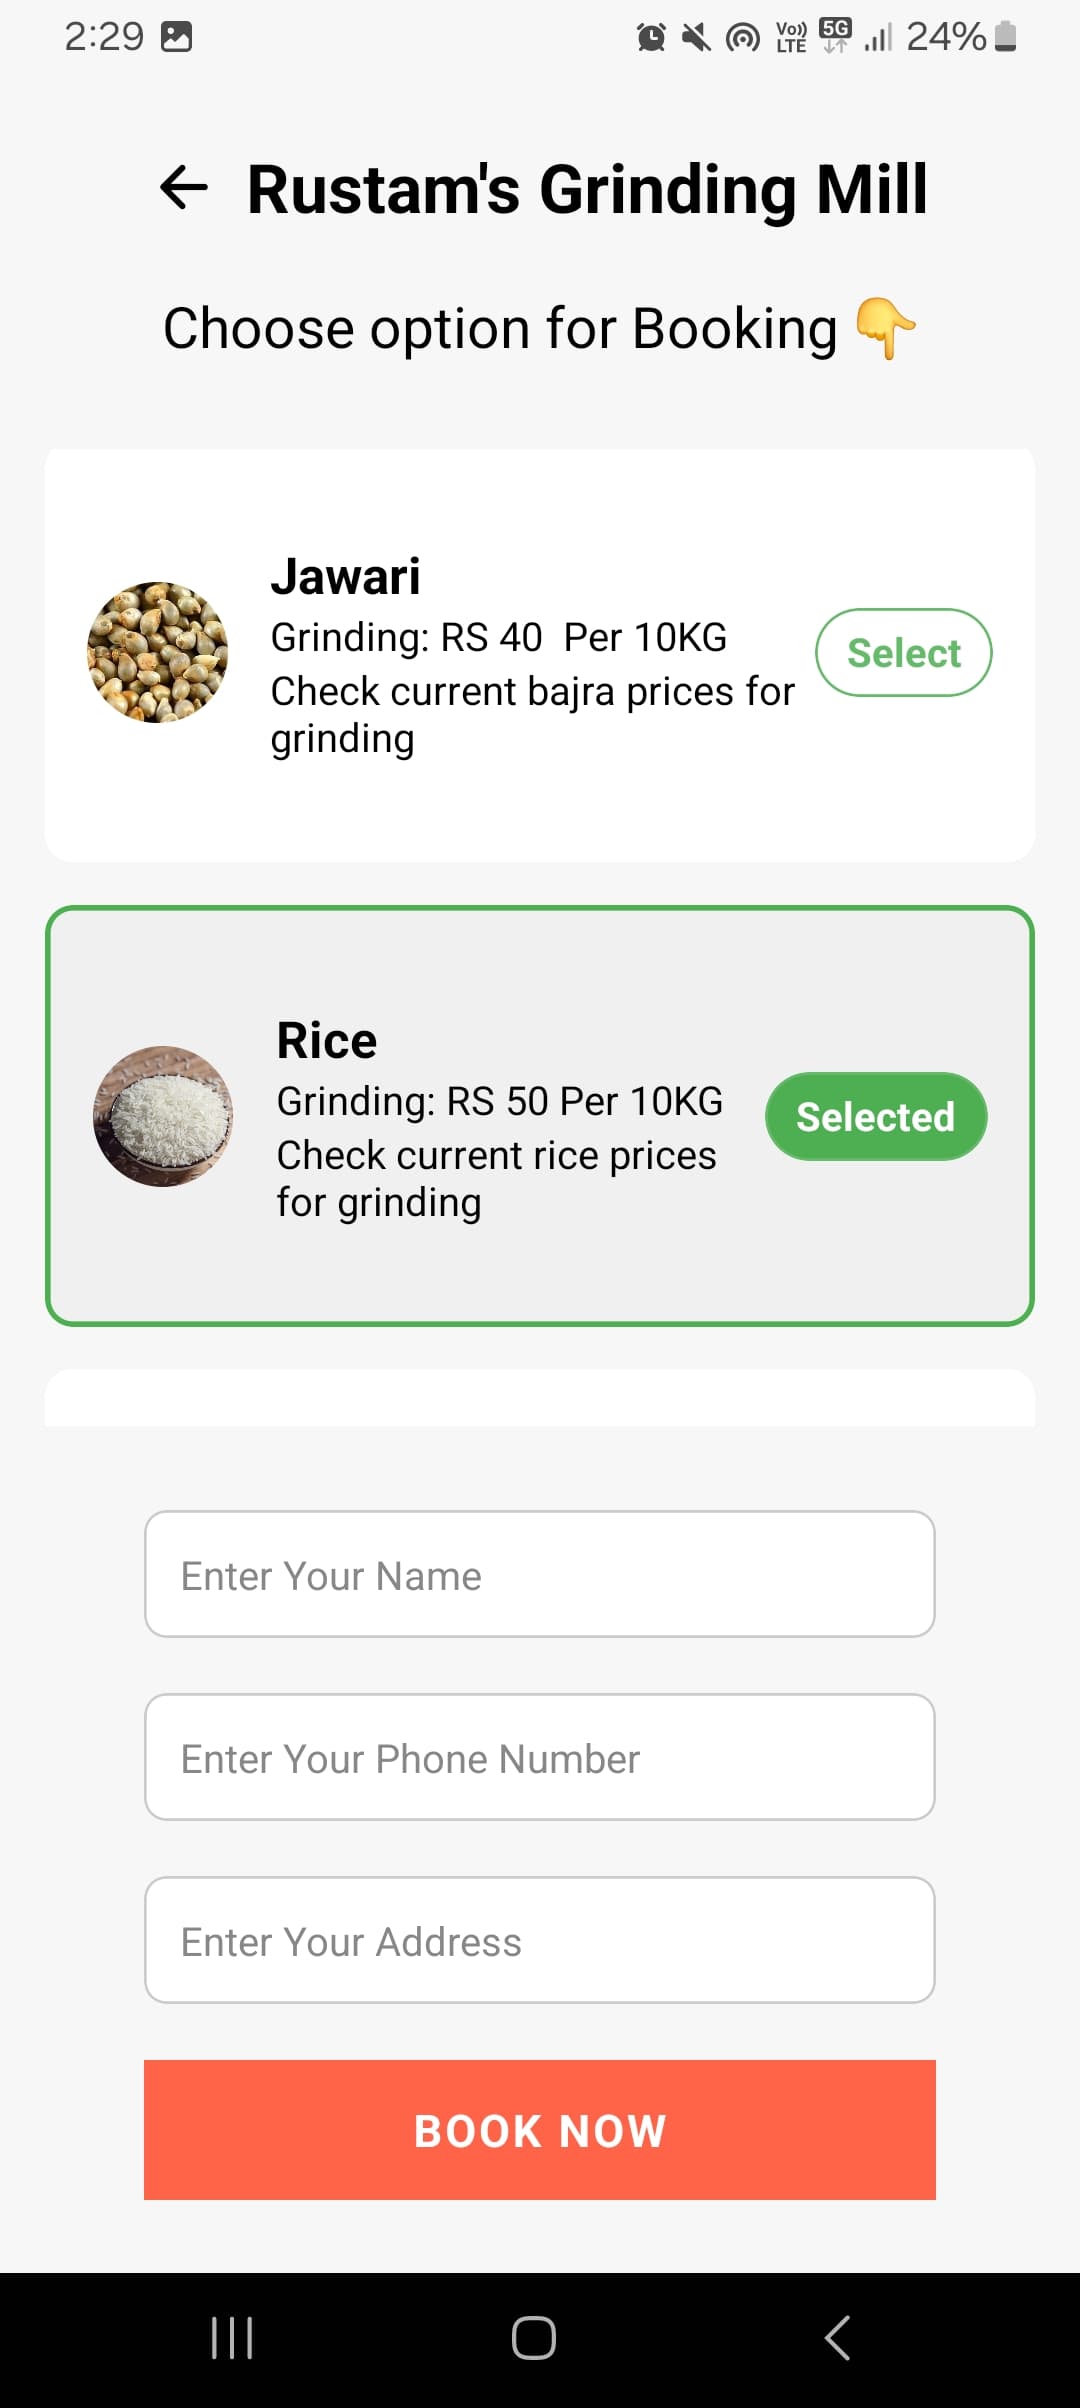 2:29 Vo)) LTE 5G 24%
Rustam's Grinding Mill
Choose option for Booking 👇
Jawari
Grinding: RS 40  Per 10KG
Check current bajra prices for
grinding
Select
Rice
Grinding: RS 50 Per 10KG
Check current rice prices
for grinding
Selected
Enter Your Name
Enter Your Phone Number
Enter Your Address
BOOK NOW